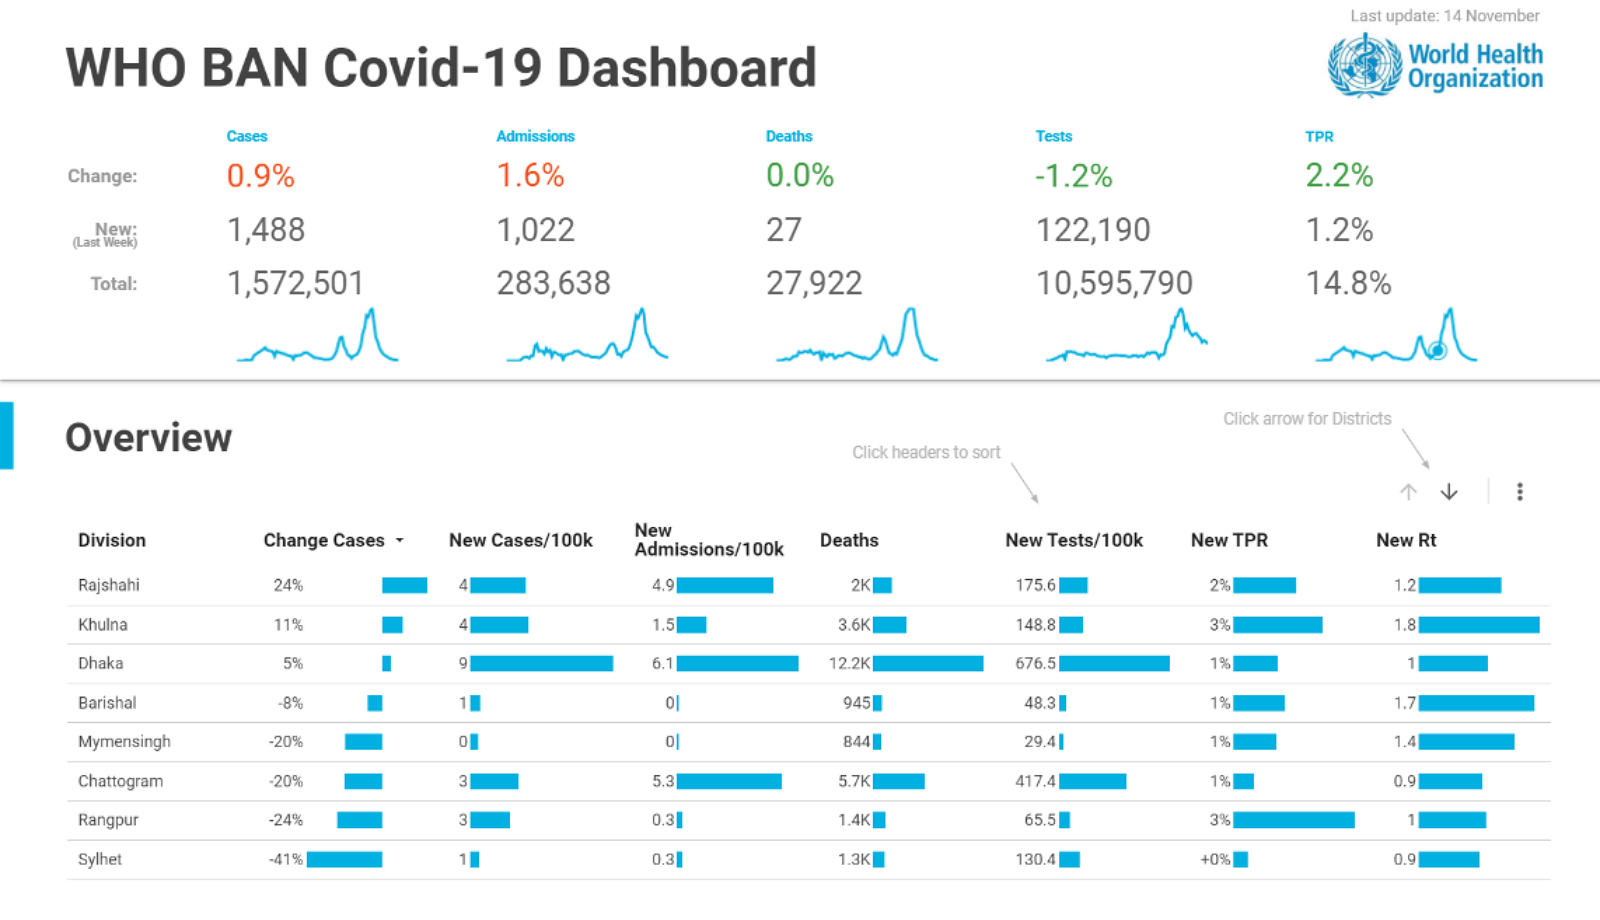 Last update: 14 November
WHO BAN Covid-19 Dashboard
World Health
Organization
Cases Admissions Deaths Tests TPR
Change: 0.9% 1.6% 0.0% -1.2% 2.2%
New: 1,488 1,022 27 122,190 1.2%
(Last Week)
Total: 1,572,501 283,638 27,922 10,595,790 14.8%
Overview
Click arrow for Districts
Click headers to sort
Division Change Cases New Cases/100k New Admissions/100k Deaths New Tests/100k New TPR New Rt
Rajshahi 24% 4 4.9 2K 175.6 2% 1.2
Khulna 11% 4 1.5 3.6K 148.8 3% 1.8
Dhaka 5% 9 6.1 12.2K 676.5 1% 1
Barishal -8% 1 0 945 48.3 1% 1.7
Mymensingh -20% 0 0 844 29.4 1% 1.4
Chattogram -20% 3 5.3 5.7K 417.4 1% 0.9
Rangpur -24% 3 0.3 1.4K 65.5 3% 1
Sylhet -41% 1 0.3 1.3K 130.4 +0% 0.9